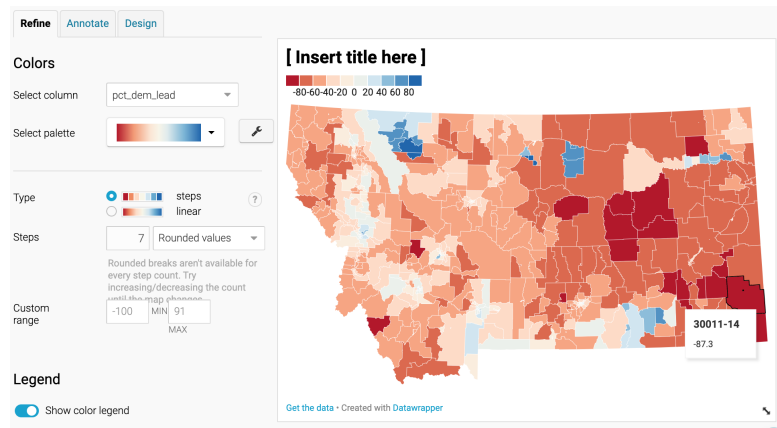 Refine
Annotate
Design
Colors
Select column
pct_dem_lead
Select palette
Type
steps
?
linear
Steps
7
Rounded values
Rounded breaks aren't available for
every step count. Try
increasing/decreasing the count
until the map changes
Custom
range
-100
MIN
91
MAX
Legend
Show color legend
[ Insert title here ]
-80-60-40-20 0 20 40 60 80
30011-14
-87.3
Get the data • Created with Datawrapper